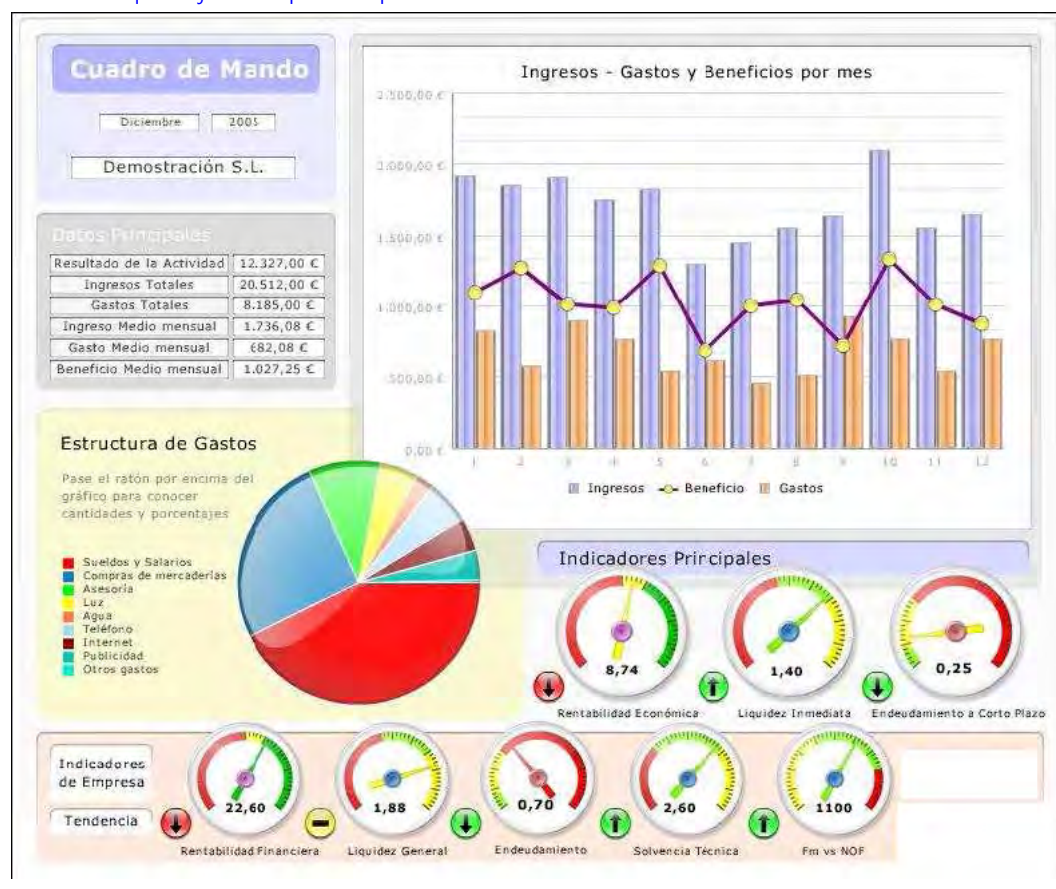 Cuadro de Mando
Diciembre 2005
Demostración S.L.
Datos Principales
Resultado de la Actividad 12.327,00 €
Ingresos Totales 20.512,00 €
Gastos Totales 8.185,00 €
Ingreso Medio mensual 1.736,08 €
Gasto Medio mensual 682,08 €
Beneficio Medio mensual 1.027,25 €
Ingresos - Gastos y Beneficios por mes
2.500,00 €
2.000,00 €
1.500,00 €
1.000,00 €
500,00 €
0,00 €
1 2 3 4 5 6 7 8 9 10 11 12
Ingresos Beneficio Gastos
Estructura de Gastos
Pase el ratón por encima del
gráfico para conocer
cantidades y porcentajes
Sueldos y Salarios
Compras de mercaderías
Asesoría
Luz
Agua
Teléfono
Internet
Publicidad
Otros gastos
Indicadores Principales
8,74
1,40
0,25
Rentabilidad Económica
Liquidez Inmediata
Endeudamiento a Corto Plazo
Indicadores
de Empresa
Tendencia
22,60
1,88
0,70
2,60
1100
Rentabilidad Financiera
Liquidez General
Endeudamiento
Solvencia Técnica
Fm vs NOF